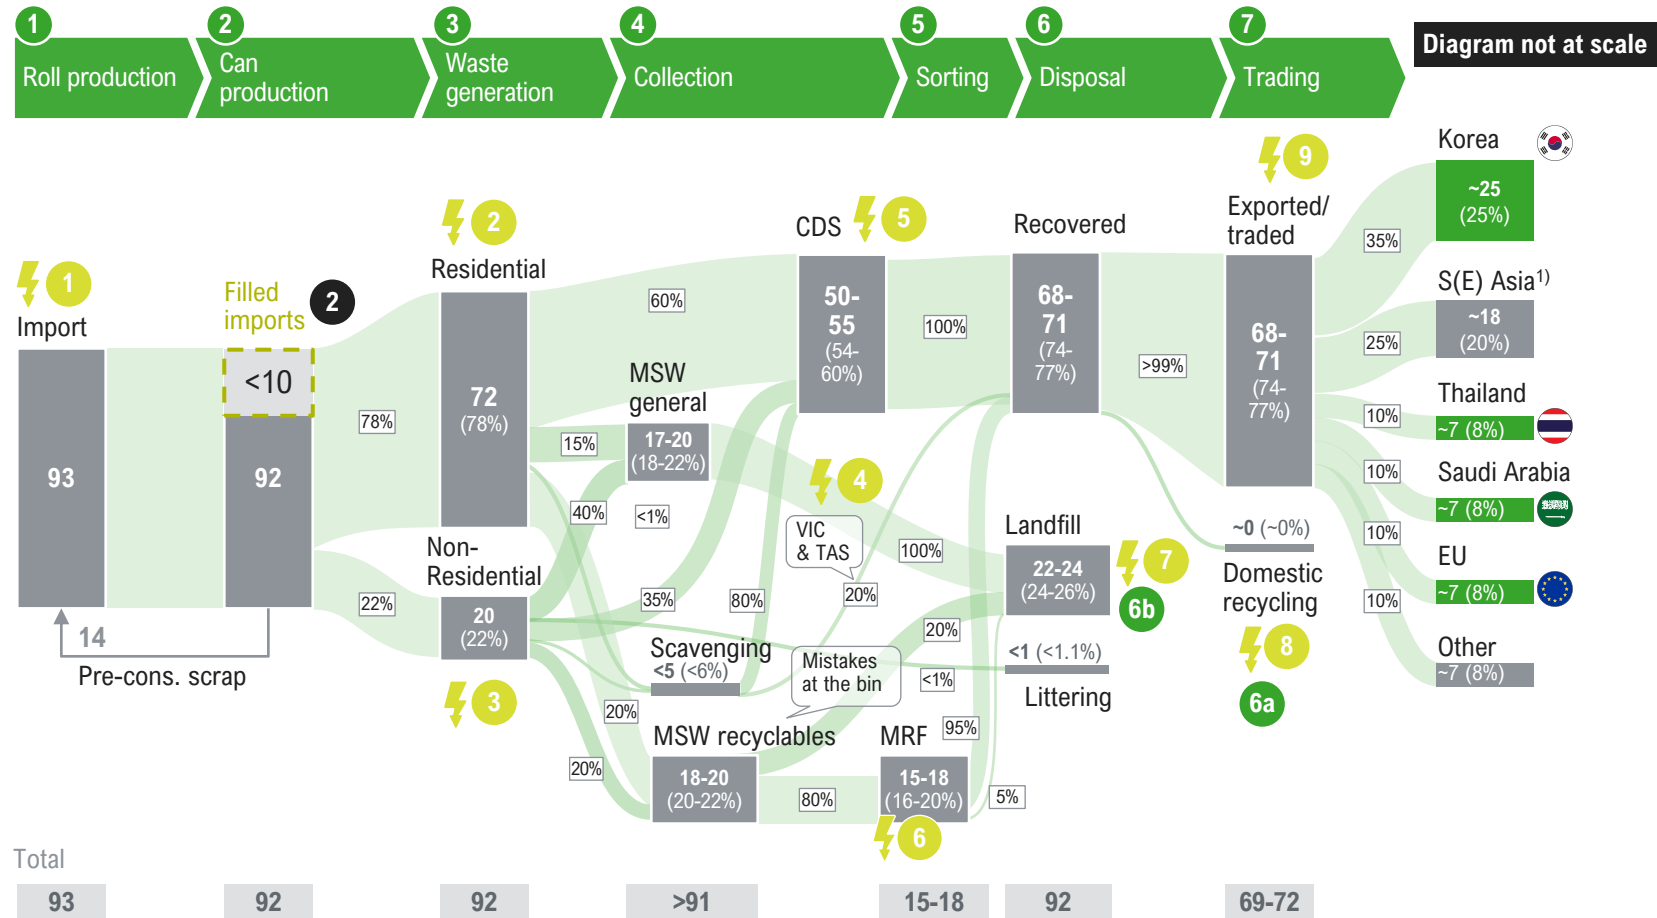 1
2
3
4
5
6
7
Roll production
Can
production
Waste
generation
Collection
Sorting
Disposal
Trading
Diagram not at scale
1
Import
93
14
Pre-cons. scrap
Filled
imports
2
<10
92
78%
22%
2
Residential
72
(78%)
Non-
Residential
20
(22%)
3
60%
15%
40%
<1%
35%
80%
20%
20%
MSW
general
17-20
(18-22%)
Scavenging
<5 (<6%)
MSW recyclables
18-20
(20-22%)
80%
CDS
5
50-
55
(54-
60%)
100%
4
VIC
& TAS
20%
100%
20%
<1%
Mistakes
at the bin
MRF
15-18
(16-20%)
6
95%
5%
Recovered
68-
71
(74-
77%)
>99%
Landfill
22-24
(24-26%)
7
6b
<1 (<1.1%)
Littering
9
Exported/
traded
68-
71
(74-
77%)
~0 (~0%)
Domestic
recycling
8
6a
35%
25%
10%
10%
10%
10%
Korea
~25
(25%)
S(E) Asia1)
~18
(20%)
Thailand
~7 (8%)
Saudi Arabia
~7 (8%)
EU
~7 (8%)
Other
~7 (8%)
Total
93
92
92
>91
15-18
92
69-72